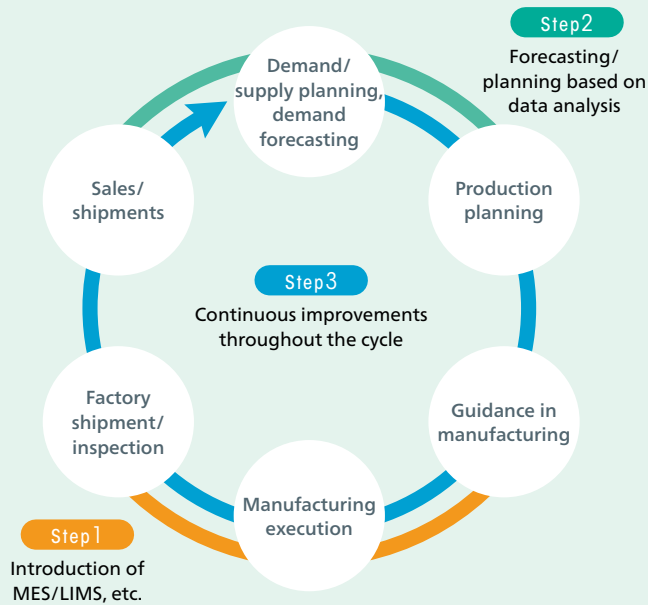 Step2
Forecasting/
planning based on
data analysis
Demand/
supply planning,
demand
forecasting
Sales/
shipments
Production
planning
Step3
Continuous improvements
throughout the cycle
Factory
shipment/
inspection
Guidance in
manufacturing
Manufacturing
execution
Step1
Introduction of
MES/LIMS, etc.